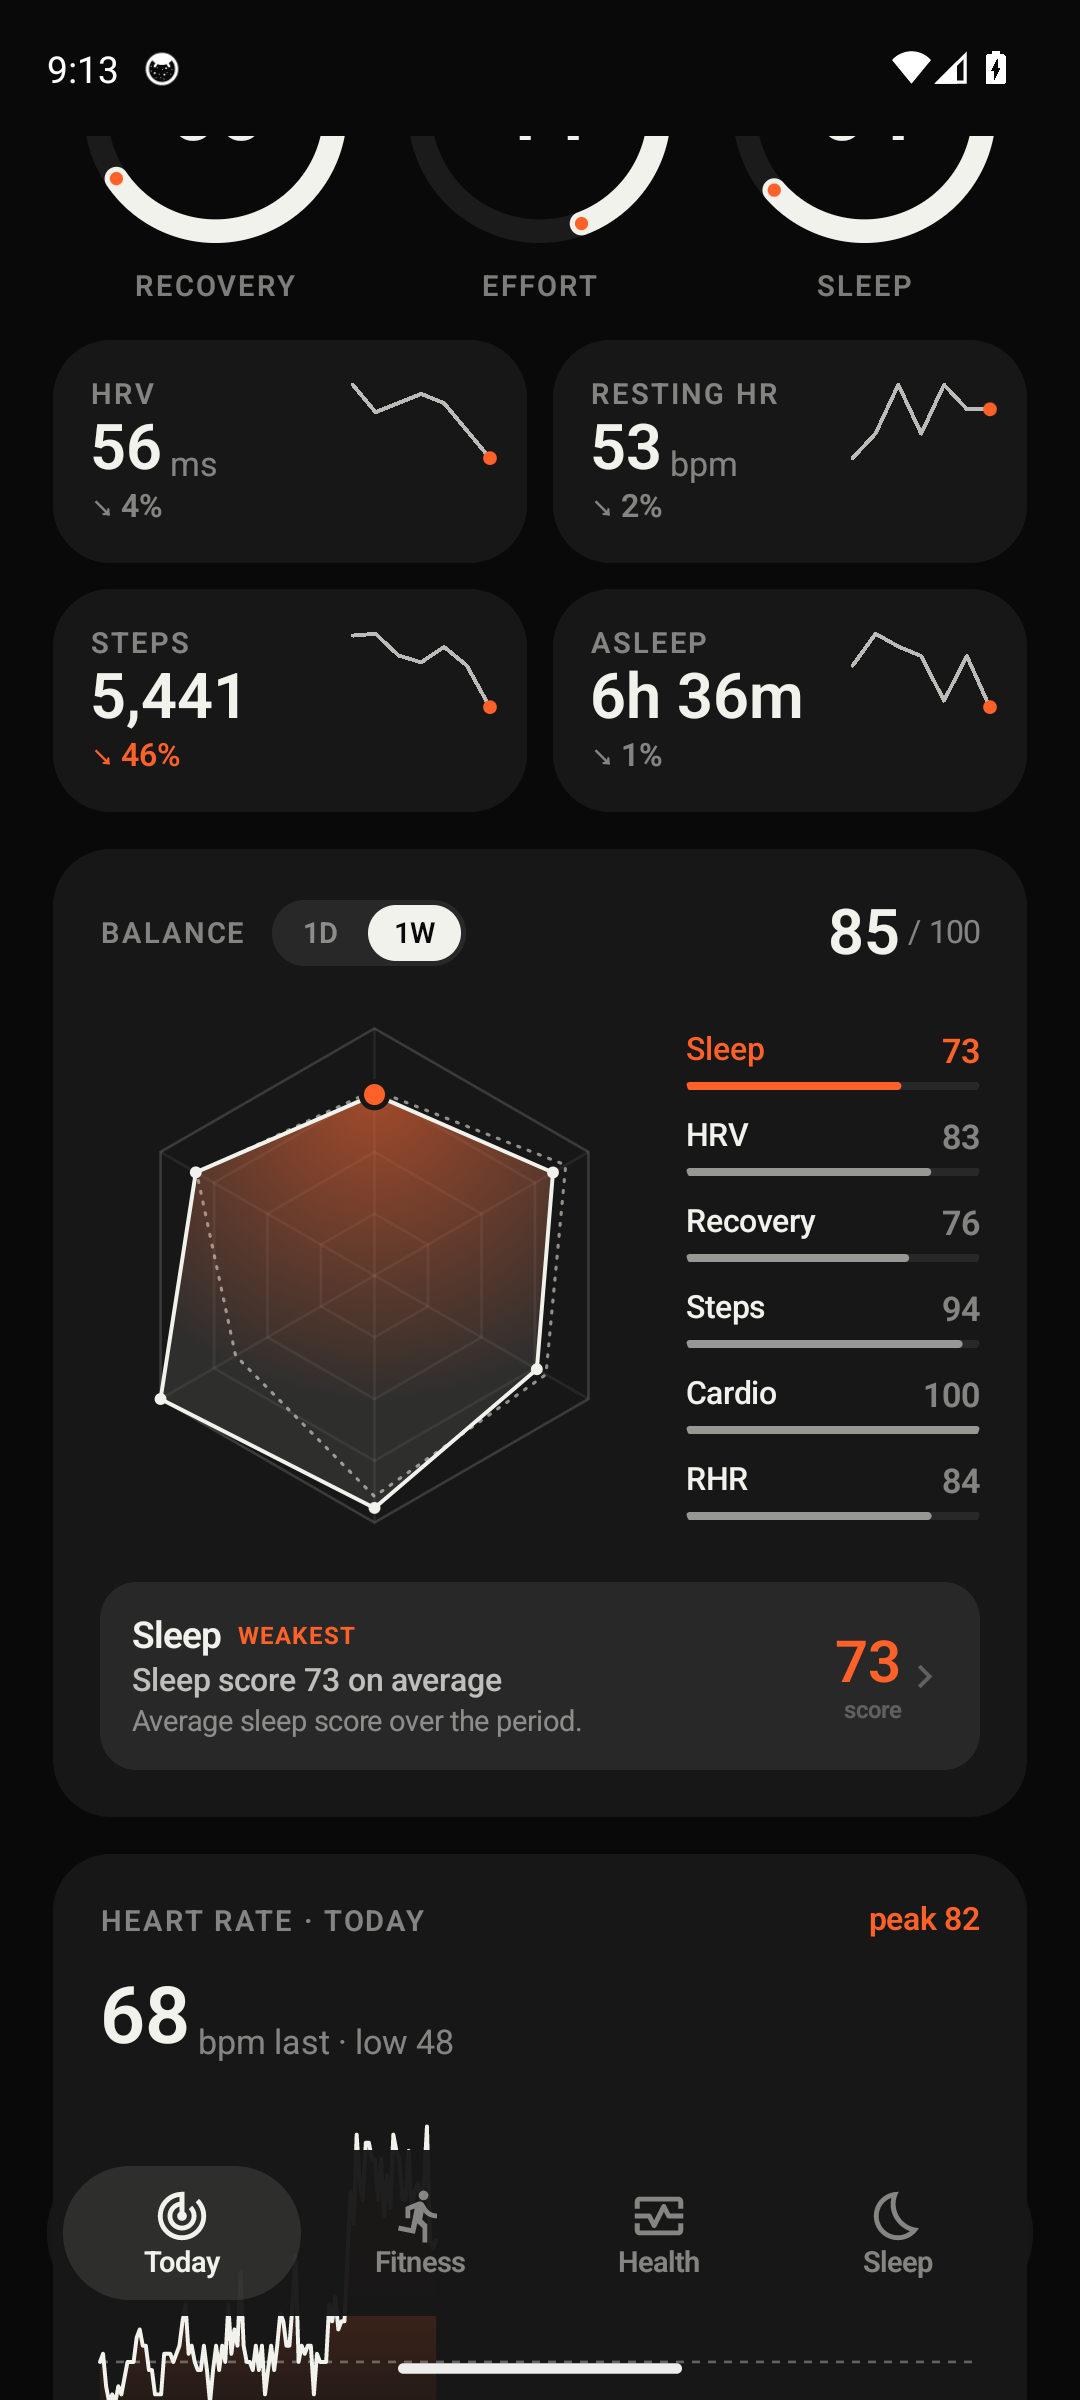 9:13
RECOVERY
EFFORT
SLEEP
HRV
56 ms
↘ 4%
RESTING HR
53 bpm
↘ 2%
STEPS
5,441
↘ 46%
ASLEEP
6h 36m
↘ 1%
BALANCE 1D 1W 85 / 100
Sleep 73
HRV 83
Recovery 76
Steps 94
Cardio 100
RHR 84
Sleep WEAKEST
Sleep score 73 on average
Average sleep score over the period.
73
score
HEART RATE · TODAY peak 82
68 bpm last · low 48
Today
Fitness
Health
Sleep